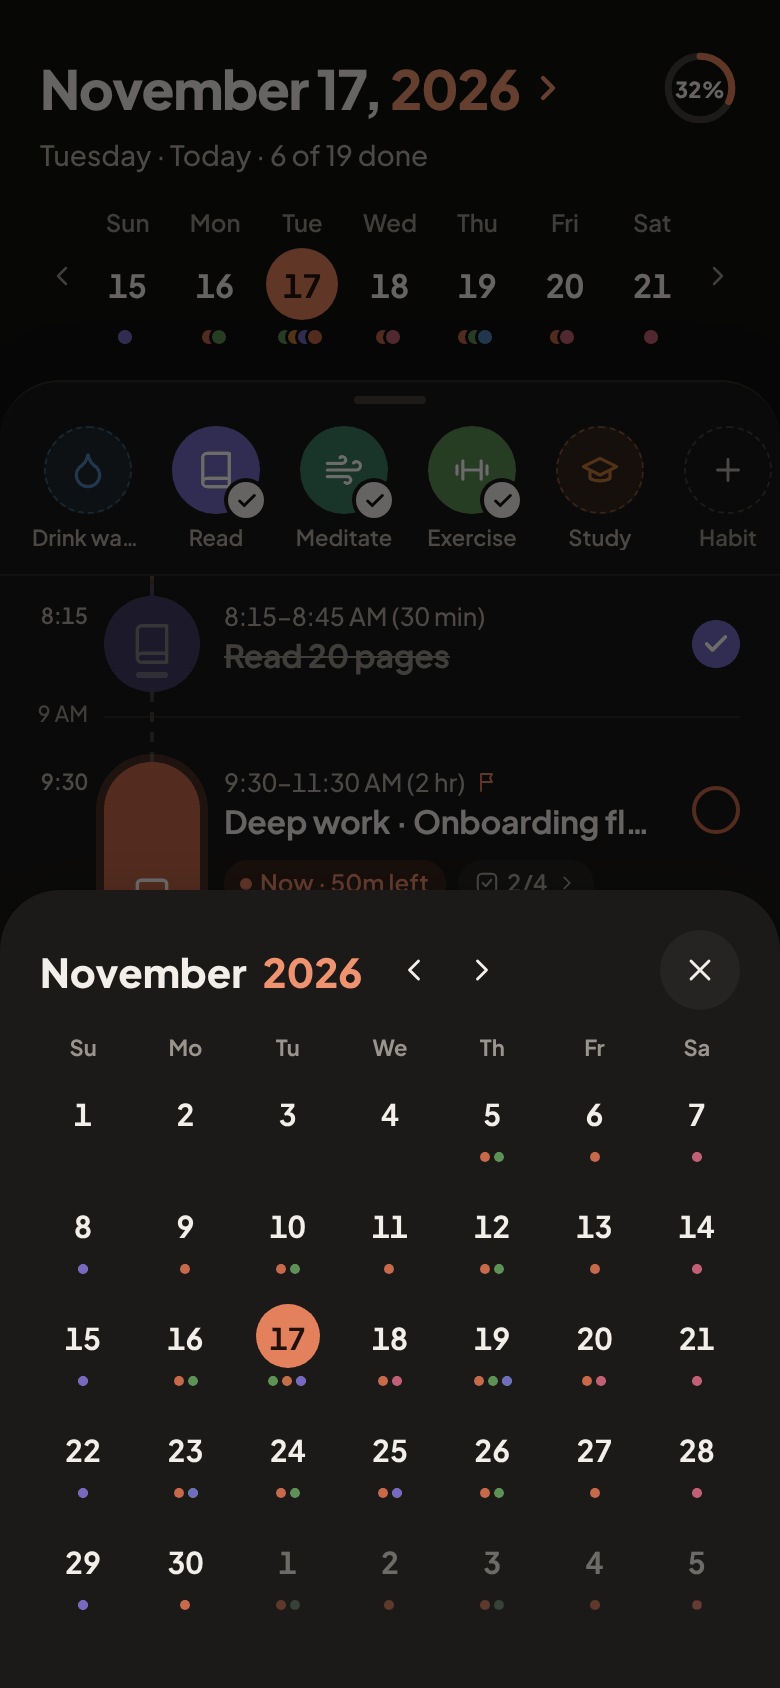 November 17, 2026
32%
Tuesday · Today · 6 of 19 done
Sun Mon Tue Wed Thu Fri Sat
15 16 17 18 19 20 21
Drink wa... Read Meditate Exercise Study Habit
8:15
8:15–8:45 AM (30 min)
Read 20 pages
9 AM
9:30
9:30–11:30 AM (2 hr)
Deep work · Onboarding fl...
Now · 50m left 2/4
November 2026
Su Mo Tu We Th Fr Sa
1 2 3 4 5 6 7
8 9 10 11 12 13 14
15 16 17 18 19 20 21
22 23 24 25 26 27 28
29 30 1 2 3 4 5